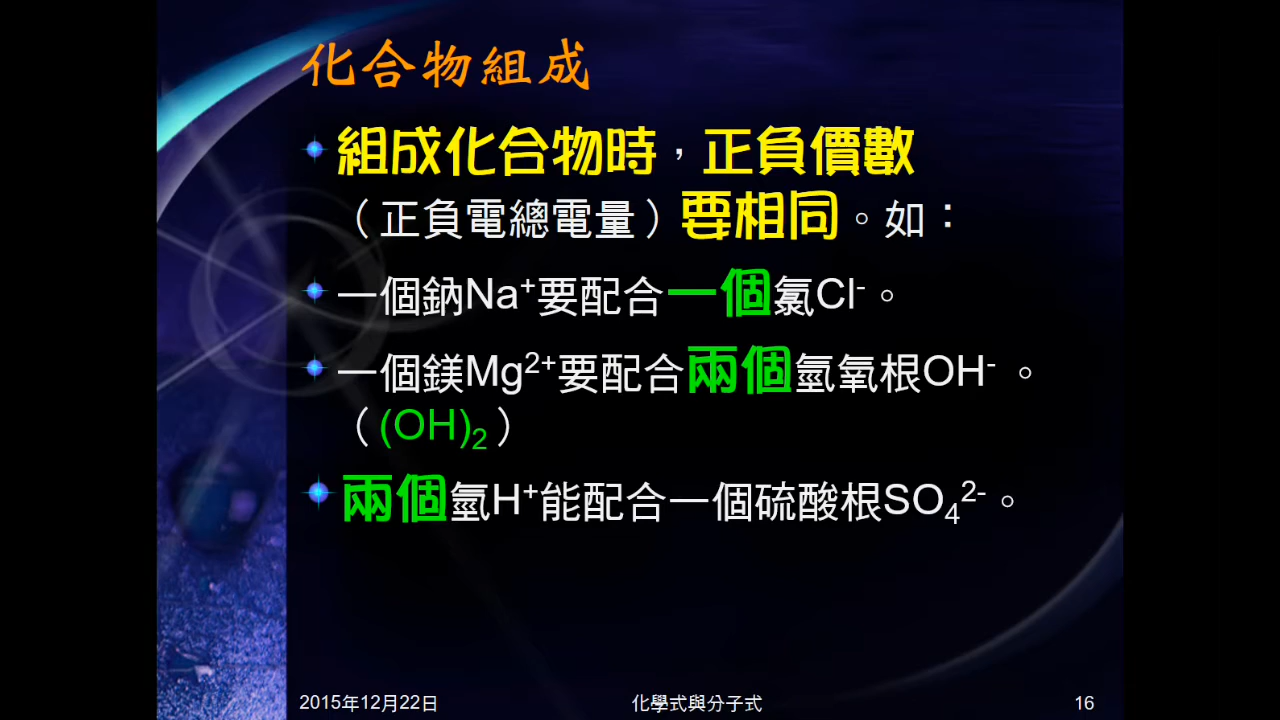 化合物組成
組成化合物時，正負價數
（正負電總電量）要相同。如：
一個鈉Na⁺要配合一個氯Cl⁻。
一個鎂Mg²⁺要配合兩個氫氧根OH⁻ 。
（(OH)₂）
兩個氫H⁺能配合一個硫酸根SO₄²⁻。
2015年12月22日
化學式與分子式
16